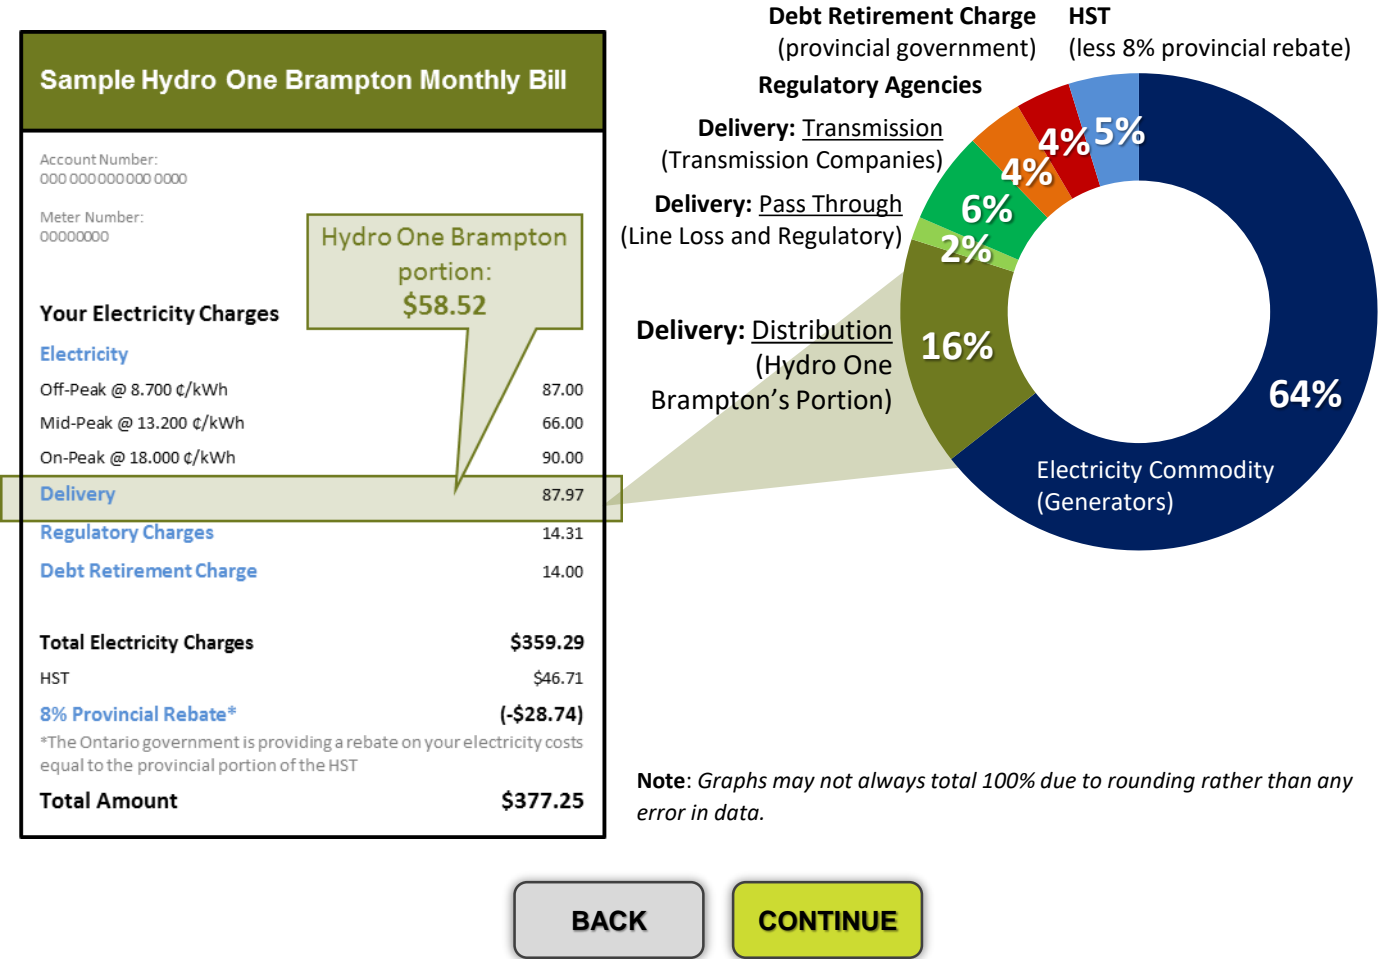 Sample Hydro One Brampton Monthly Bill
Account Number:
000 000 000 000 0000
Meter Number:
00000000
Hydro One Brampton
portion:
$58.52
Your Electricity Charges
Electricity
Off-Peak @ 8.700 ¢/kWh 87.00
Mid-Peak @ 13.200 ¢/kWh 66.00
On-Peak @ 18.000 ¢/kWh 90.00
Delivery 87.97
Regulatory Charges 14.31
Debt Retirement Charge 14.00
Total Electricity Charges $359.29
HST $46.71
8% Provincial Rebate* (-$28.74)
*The Ontario government is providing a rebate on your electricity costs
equal to the provincial portion of the HST
Total Amount $377.25
Debt Retirement Charge
(provincial government)
HST
(less 8% provincial rebate)
Regulatory Agencies
Delivery: Transmission
(Transmission Companies)
Delivery: Pass Through
(Line Loss and Regulatory)
Delivery: Distribution
(Hydro One
Brampton's Portion)
5%
4%
4%
6%
2%
16%
64%
Electricity Commodity
(Generators)
Note: Graphs may not always total 100% due to rounding rather than any
error in data.
BACK
CONTINUE